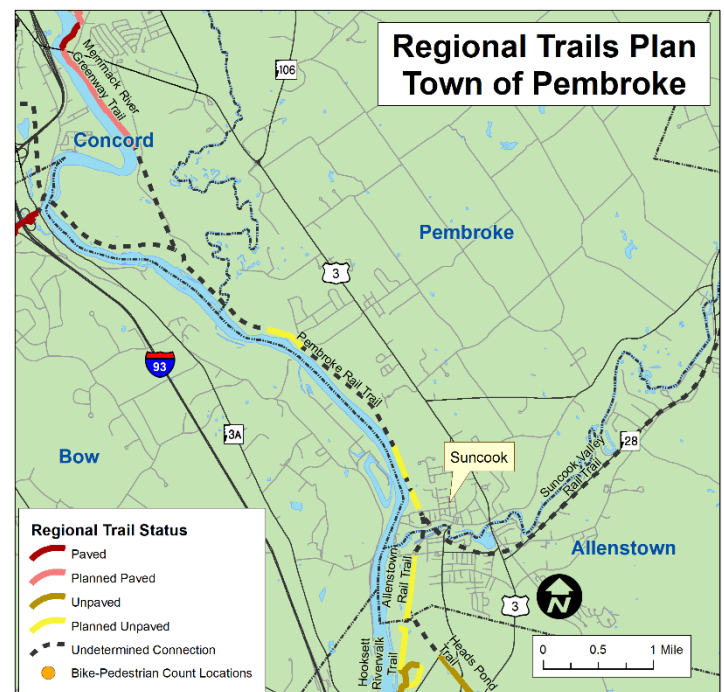 Regional Trails Plan
Town of Pembroke
106
Merrimack River
Greenway Trail
Concord
Pembroke
3
Pembroke Rail Trail
93
3A
Bow
Suncook
28
Suncook Valley
Rail Trail
Allenstown
Allenstown
Rail Trail
3
N
Hooksett
Riverwalk
Trail
Heads Pond
Trail
Regional Trail Status
Paved
Planned Paved
Unpaved
Planned Unpaved
Undetermined Connection
Bike-Pedestrian Count Locations
0 0.5 1 Mile